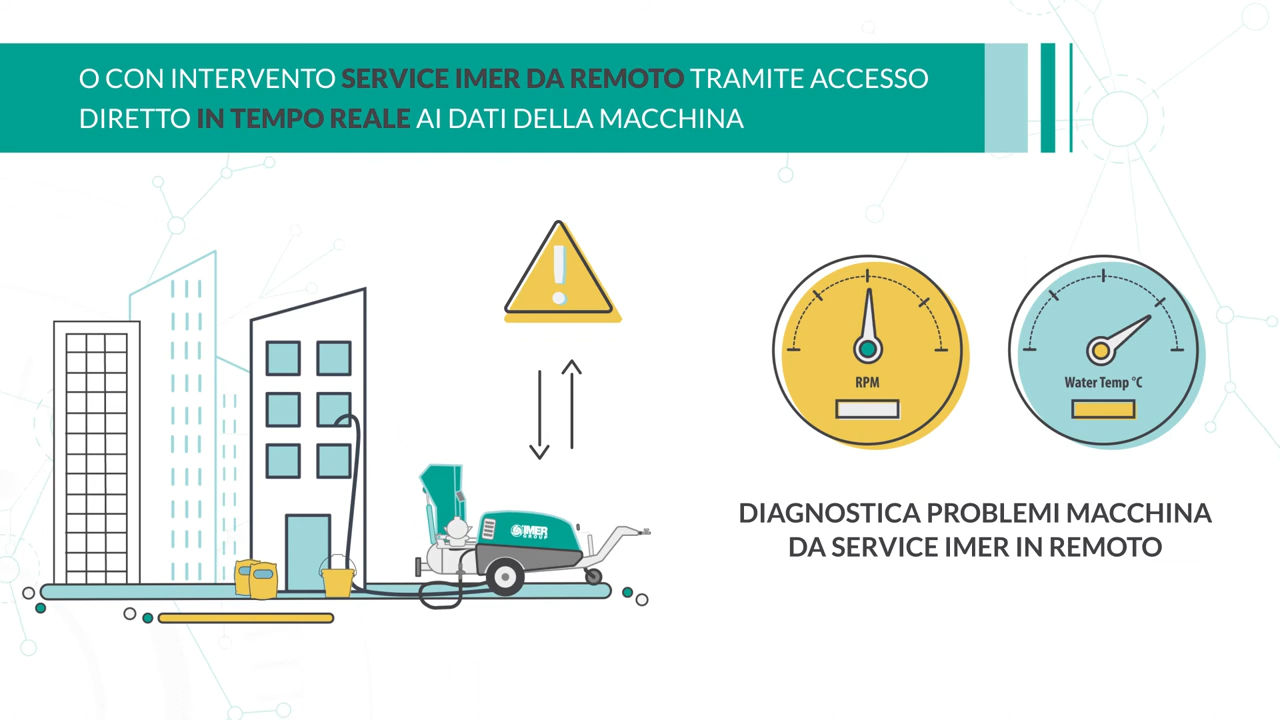 O CON INTERVENTO SERVICE IMER DA REMOTO TRAMITE ACCESSO
DIRETTO IN TEMPO REALE AI DATI DELLA MACCHINA
RPM
Water Temp °C
IMER
GROUP
DIAGNOSTICA PROBLEMI MACCHINA
DA SERVICE IMER IN REMOTO